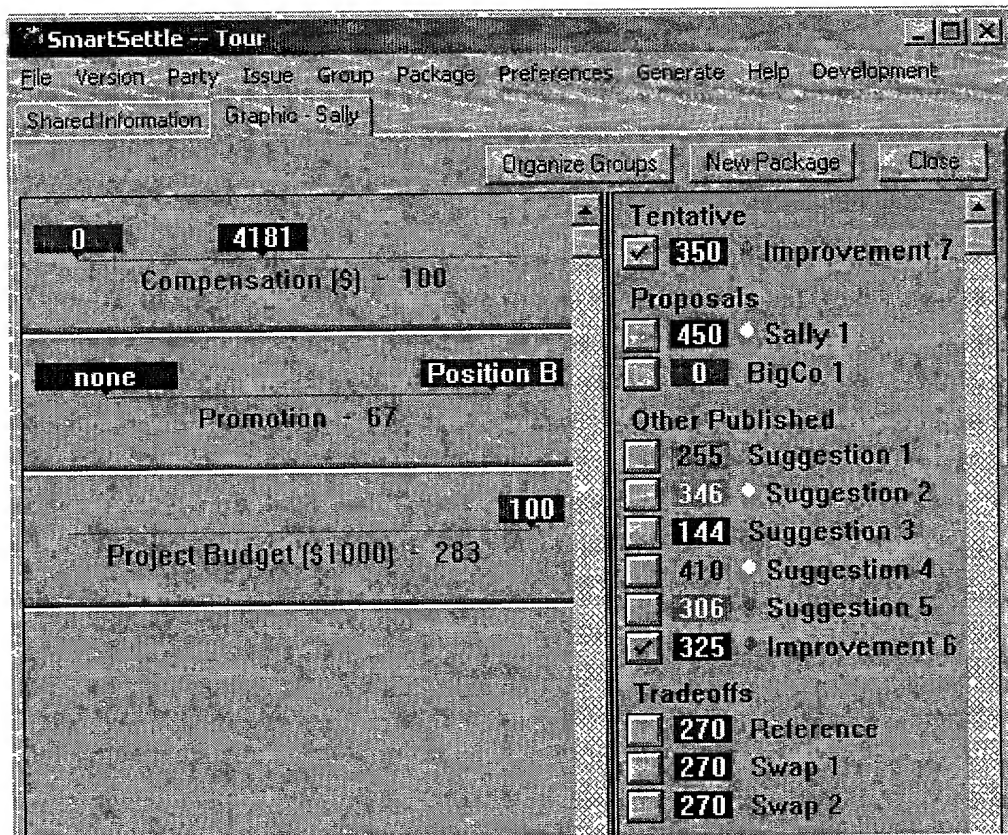 SmartSettle -- Tour
File Version Party Issue Group Package Preferences Generate Help Development
Shared Information Graphic - Sally
Organize Groups New Package Close
0 4181
Compensation ($) - 100
none Position B
Promotion - 67
100
Project Budget ($1000) - 283
Tentative
350 Improvement 7
Proposals
450 Sally 1
0 BigCo 1
Other Published
255 Suggestion 1
346 Suggestion 2
144 Suggestion 3
410 Suggestion 4
306 Suggestion 5
325 Improvement 6
Tradeoffs
270 Reference
270 Swap 1
270 Swap 2